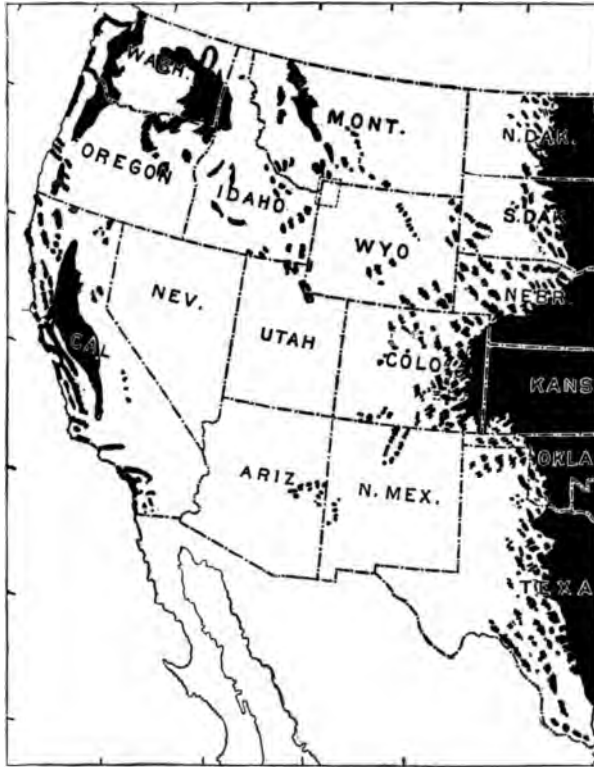 WASH.
MONT.
N. DAK.
OREGON
IDAHO
S. DAK
WYO
NEBR.
NEV.
UTAH
COLO
CAL
KANS
ARIZ
N. MEX.
OKLA
TEXA